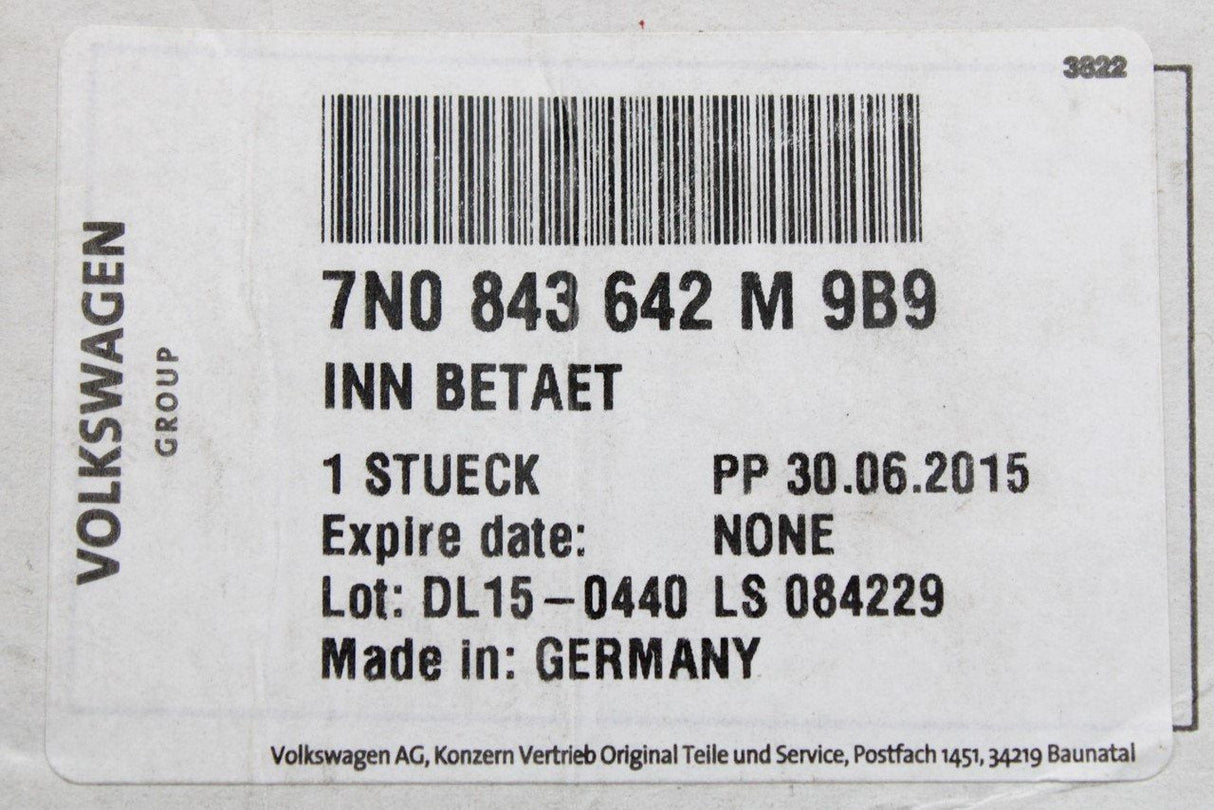 3822
VOLKSWAGEN
GROUP
7N0 843 642 M 9B9
INN BETAET
1 STUECK PP 30.06.2015
Expire date: NONE
Lot: DL15-0440 LS 084229
Made in: GERMANY
Volkswagen AG, Konzern Vertrieb Original Teile und Service, Postfach 1451, 34219 Baunatal